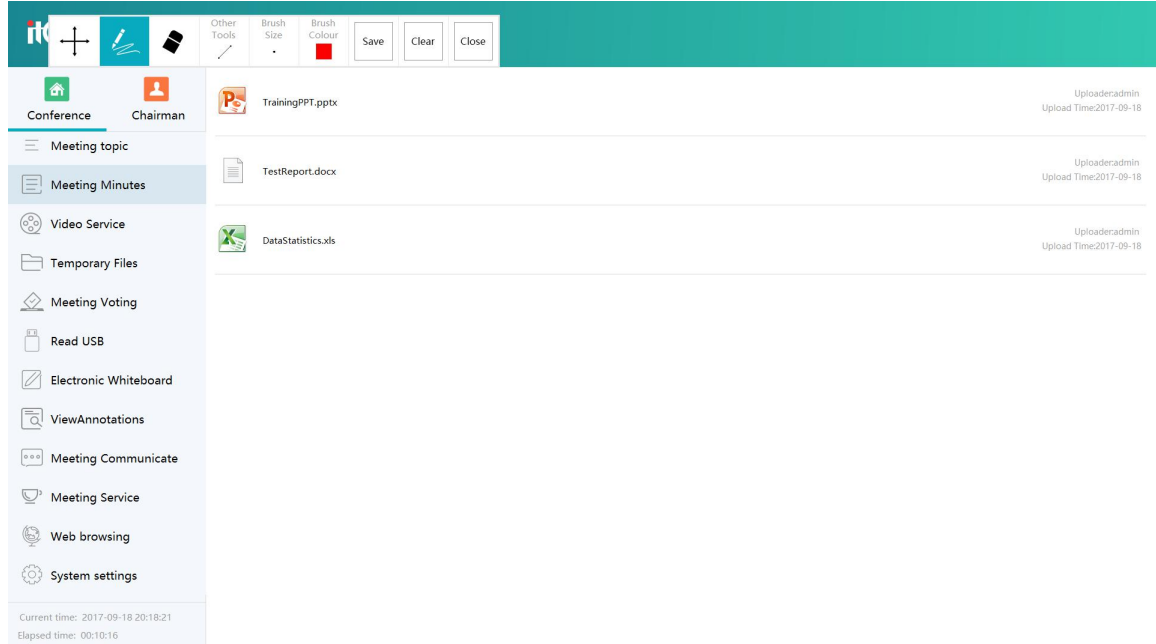 itc
Other Tools
Brush Size
Brush Colour
Save
Clear
Close
Conference
Chairman
Meeting topic
Meeting Minutes
Video Service
Temporary Files
Meeting Voting
Read USB
Electronic Whiteboard
ViewAnnotations
Meeting Communicate
Meeting Service
Web browsing
System settings
Current time: 2017-09-18 20:18:21
Elapsed time: 00:10:16
TrainingPPT.pptx
Uploader:admin
Upload Time:2017-09-18
TestReport.docx
Uploader:admin
Upload Time:2017-09-18
DataStatistics.xls
Uploader:admin
Upload Time:2017-09-18